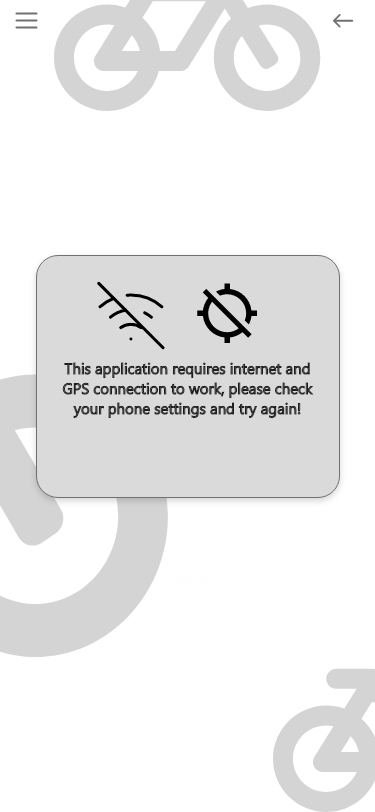 This application requires internet and
GPS connection to work, please check
your phone settings and try again!